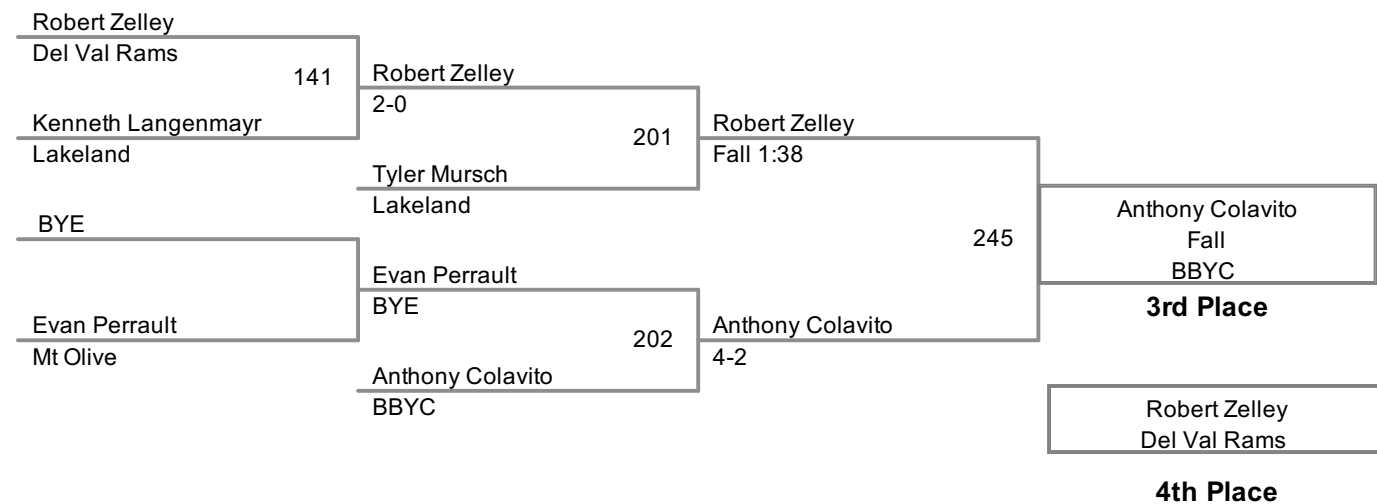 Robert Zelley
Del Val Rams
141
Kenneth Langenmayr
Lakeland
BYE
Evan Perrault
Mt Olive
Robert Zelley
2-0
201
Tyler Mursch
Lakeland
Evan Perrault
BYE
202
Anthony Colavito
BBYC
Robert Zelley
Fall 1:38
245
Anthony Colavito
4-2
Anthony Colavito
Fall
BBYC
3rd Place
Robert Zelley
Del Val Rams
4th Place